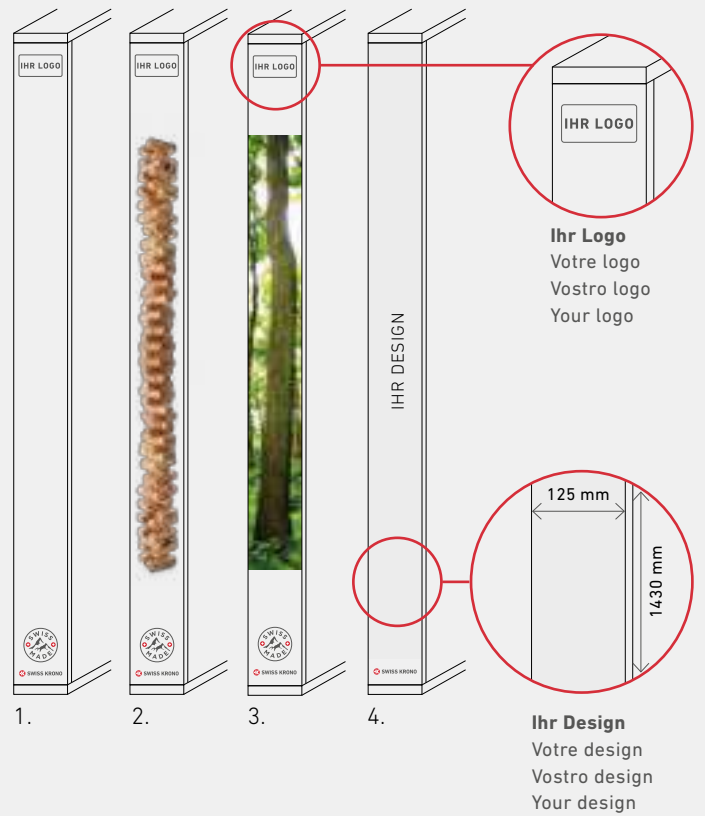 IHR LOGO
IHR LOGO
IHR LOGO
IHR LOGO
Ihr Logo
Votre logo
Vostro logo
Your logo
IHR DESIGN
125 mm
1430 mm
SWISS MADE
SWISS MADE
SWISS MADE
SWISS KRONO
SWISS KRONO
SWISS KRONO
SWISS KRONO
1.
2.
3.
4.
Ihr Design
Votre design
Vostro design
Your design